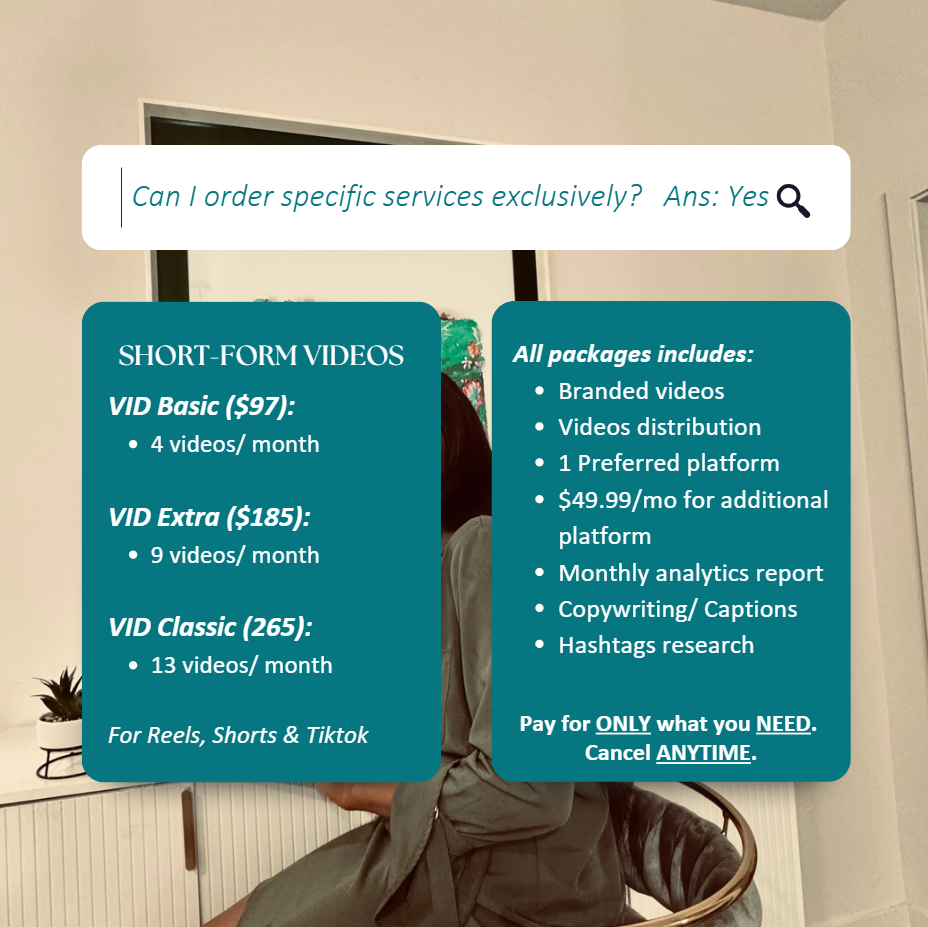 Can I order specific services exclusively? Ans: Yes
SHORT-FORM VIDEOS
VID Basic ($97):
• 4 videos/ month
VID Extra ($185):
• 9 videos/ month
VID Classic (265):
• 13 videos/ month
For Reels, Shorts & Tiktok
All packages includes:
• Branded videos
• Videos distribution
• 1 Preferred platform
• $49.99/mo for additional
platform
• Monthly analytics report
• Copywriting/ Captions
• Hashtags research
Pay for ONLY what you NEED.
Cancel ANYTIME.